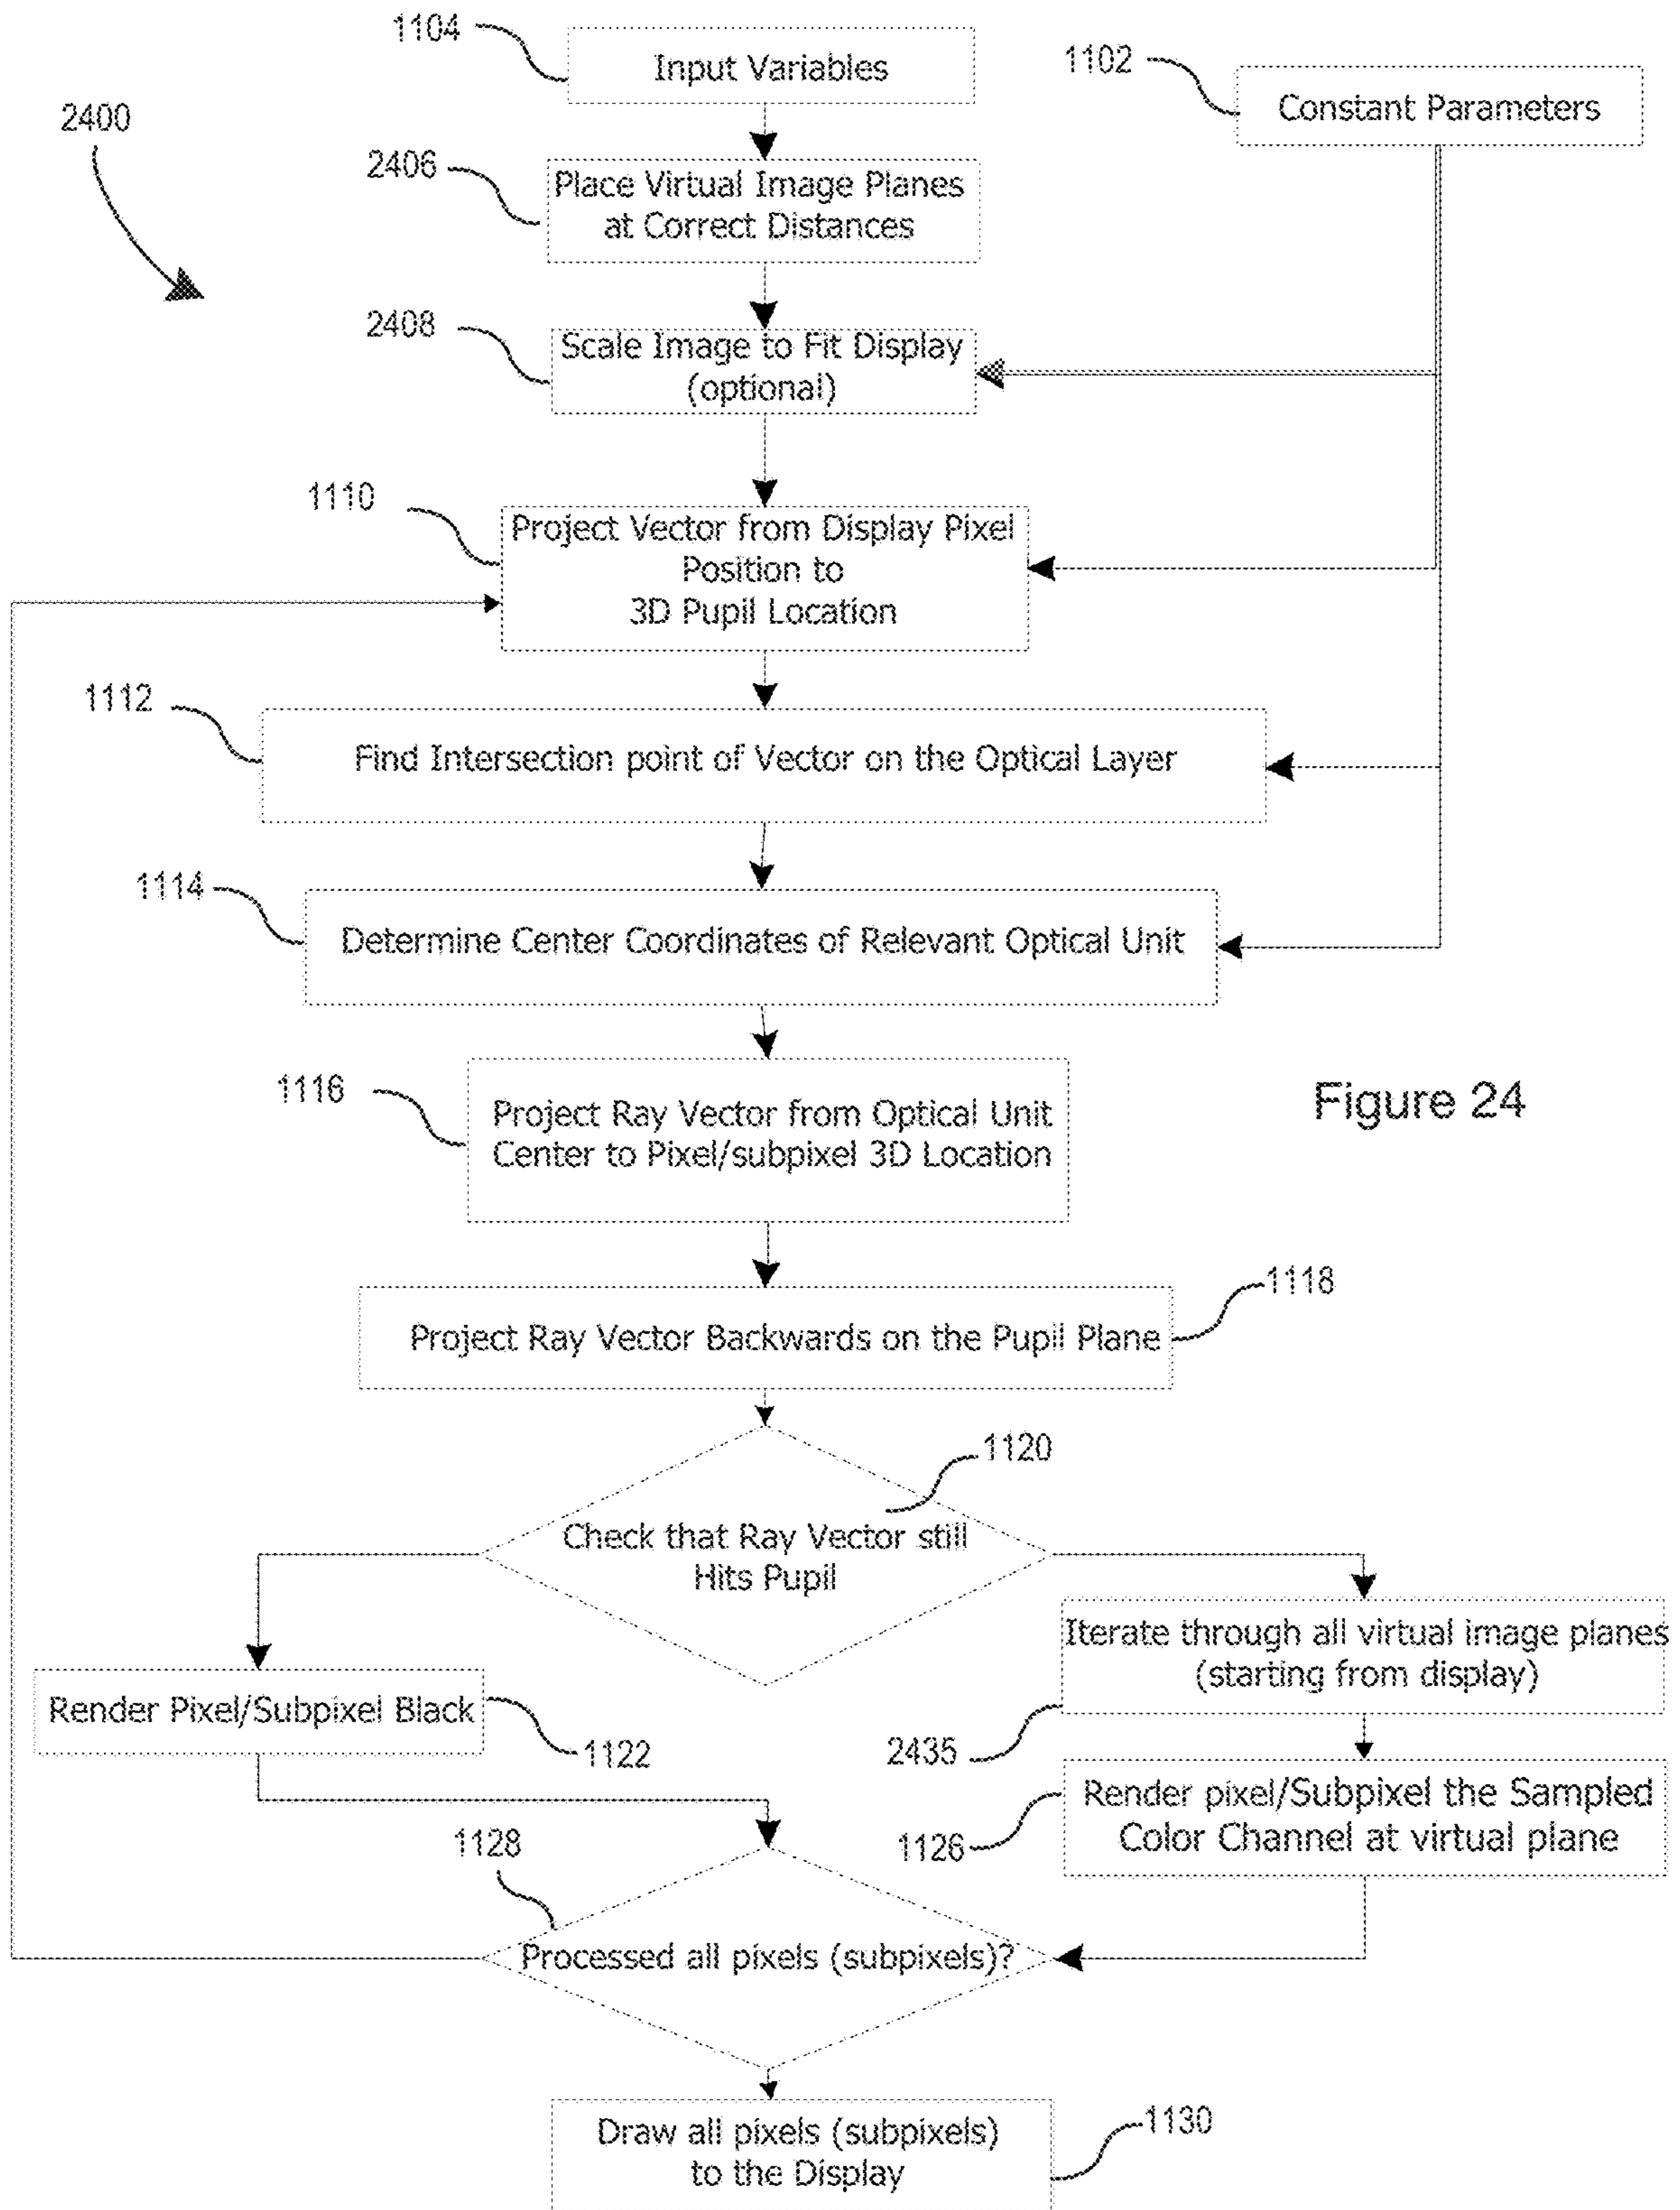 1104
Input Variables
1102
Constant Parameters
2400
2406
Place Virtual Image Planes
at Correct Distances
2408
Scale Image to Fit Display
(optional)
1110
Project Vector from Display Pixel
Position to
3D Pupil Location
1112
Find Intersection point of Vector on the Optical Layer
1114
Determine Center Coordinates of Relevant Optical Unit
1116
Project Ray Vector from Optical Unit
Center to Pixel/subpixel 3D Location
Figure 24
1118
Project Ray Vector Backwards on the Pupil Plane
1120
Check that Ray Vector still
Hits Pupil
Iterate through all virtual image planes
(starting from display)
2435
Render Pixel/Subpixel Black
1122
Render pixel/Subpixel the Sampled
Color Channel at virtual plane
1126
1128
Processed all pixels (subpixels)?
Draw all pixels (subpixels)
to the Display
1130